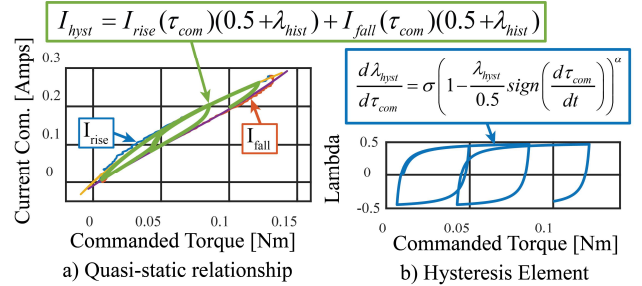 I_hyst = I_rise(τ_com)(0.5+λ_hist)+I_fall(τ_com)(0.5+λ_hist)
dλ_hyst/dτ_com = σ(1−λ_hyst/0.5 sign(dτ_com/dt))^α
Current Com. [Amps]
0.3
0.2
0.1
0
I_rise
I_fall
0 0.05 0.1 0.15
Commanded Torque [Nm]
a) Quasi-static relationship
Lambda
0.5
0
-0.5
0 0.05 0.1
Commanded Torque [Nm]
b) Hysteresis Element